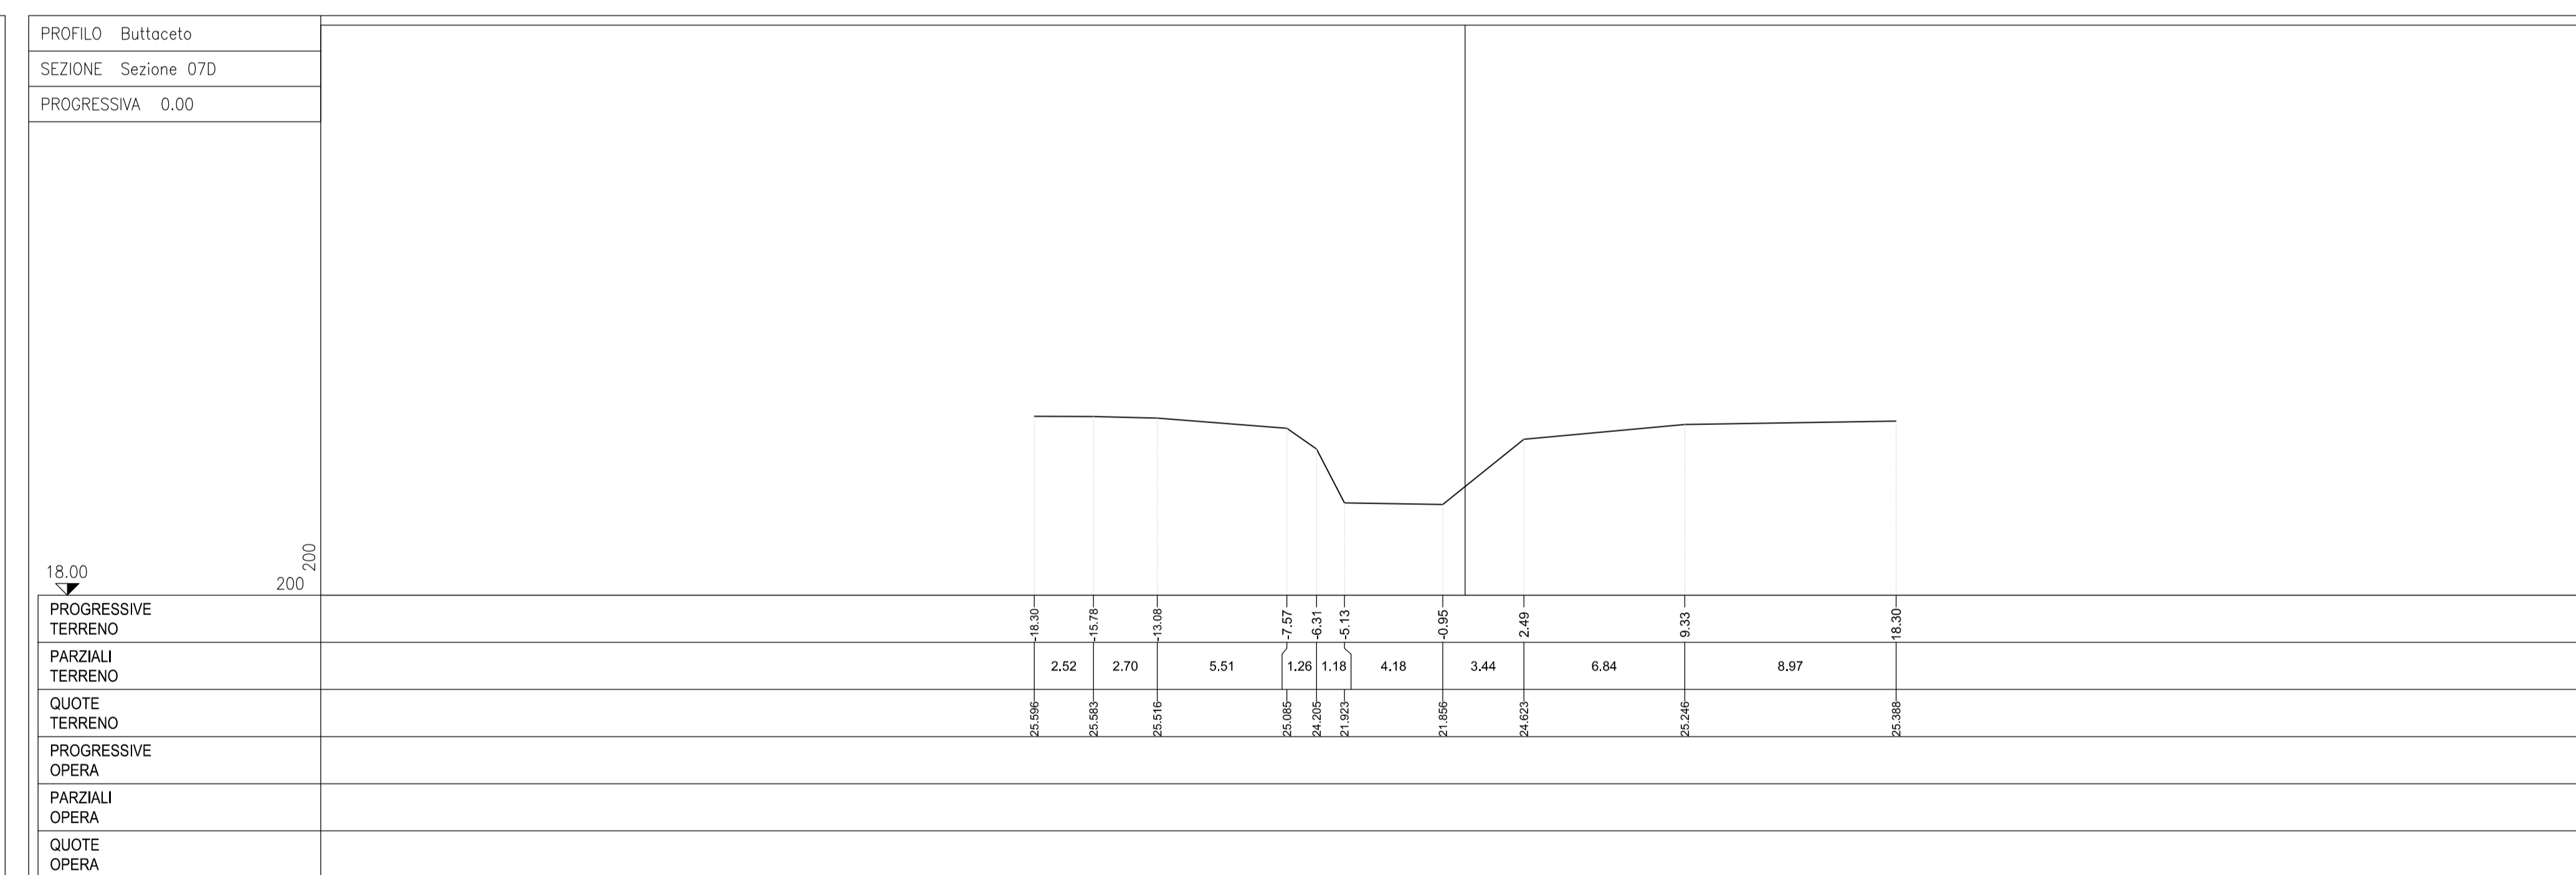 PROFILO Buttaceto
SEZIONE Sezione 07D
PROGRESSIVA 0.00
200
18.00
200
PROGRESSIVE
TERRENO
-18.30 -15.78 -13.08 -7.57 -6.31 -5.13 -0.95 2.49 9.33 18.30
PARZIALI
TERRENO
2.52 2.70 5.51 1.26 1.18 4.18 3.44 6.84 8.97
QUOTE
TERRENO
25.596 25.583 25.516 25.085 24.205 21.923 21.856 24.623 25.246 25.388
PROGRESSIVE
OPERA
PARZIALI
OPERA
QUOTE
OPERA